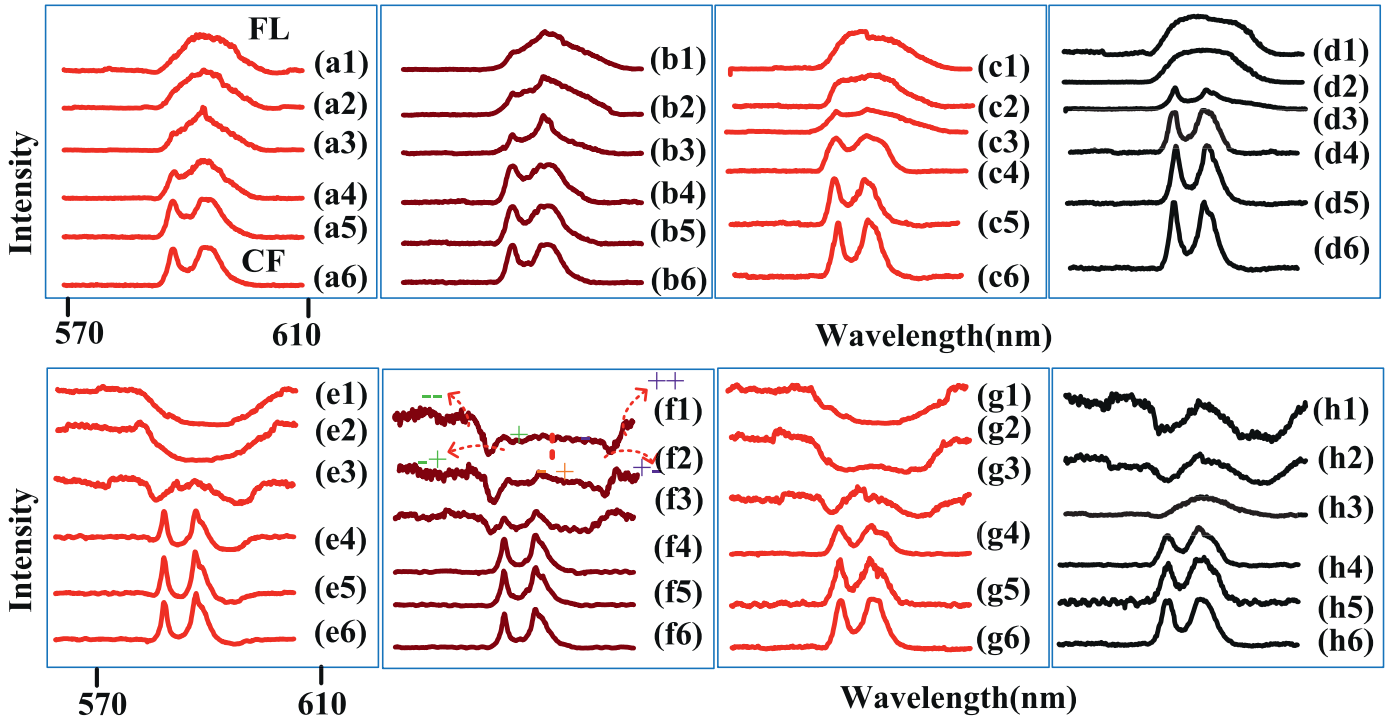 Intensity
FL
CF
(a1)
(a2)
(a3)
(a4)
(a5)
(a6)
(b1)
(b2)
(b3)
(b4)
(b5)
(b6)
(c1)
(c2)
(c3)
(c4)
(c5)
(c6)
(d1)
(d2)
(d3)
(d4)
(d5)
(d6)
570
610
Wavelength(nm)
Intensity
(e1)
(e2)
(e3)
(e4)
(e5)
(e6)
-- 
++
+
-
-+
-+
+-
(f1)
(f2)
(f3)
(f4)
(f5)
(f6)
(g1)
(g2)
(g3)
(g4)
(g5)
(g6)
(h1)
(h2)
(h3)
(h4)
(h5)
(h6)
570
610
Wavelength(nm)